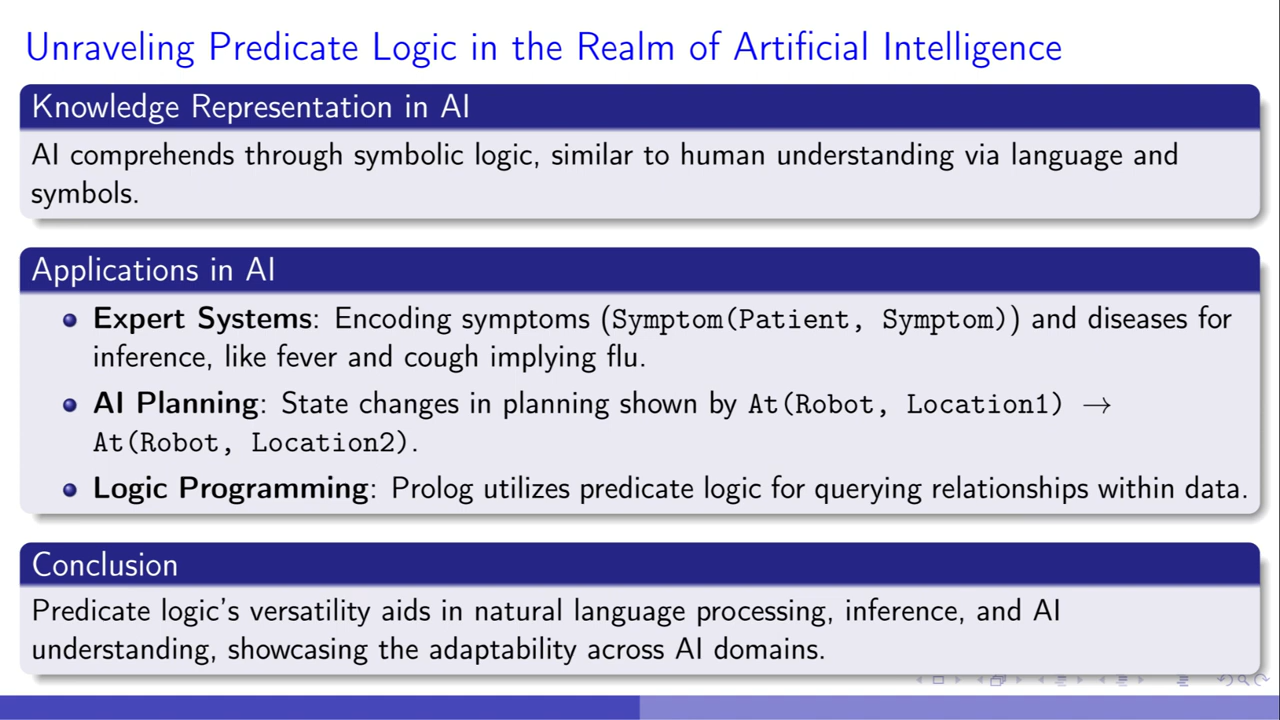 Unraveling Predicate Logic in the Realm of Artificial Intelligence
Knowledge Representation in AI
AI comprehends through symbolic logic, similar to human understanding via language and
symbols.
Applications in AI
Expert Systems: Encoding symptoms (Symptom(Patient, Symptom)) and diseases for
inference, like fever and cough implying flu.
AI Planning: State changes in planning shown by At(Robot, Location1) →
At(Robot, Location2).
Logic Programming: Prolog utilizes predicate logic for querying relationships within data.
Conclusion
Predicate logic's versatility aids in natural language processing, inference, and AI
understanding, showcasing the adaptability across AI domains.